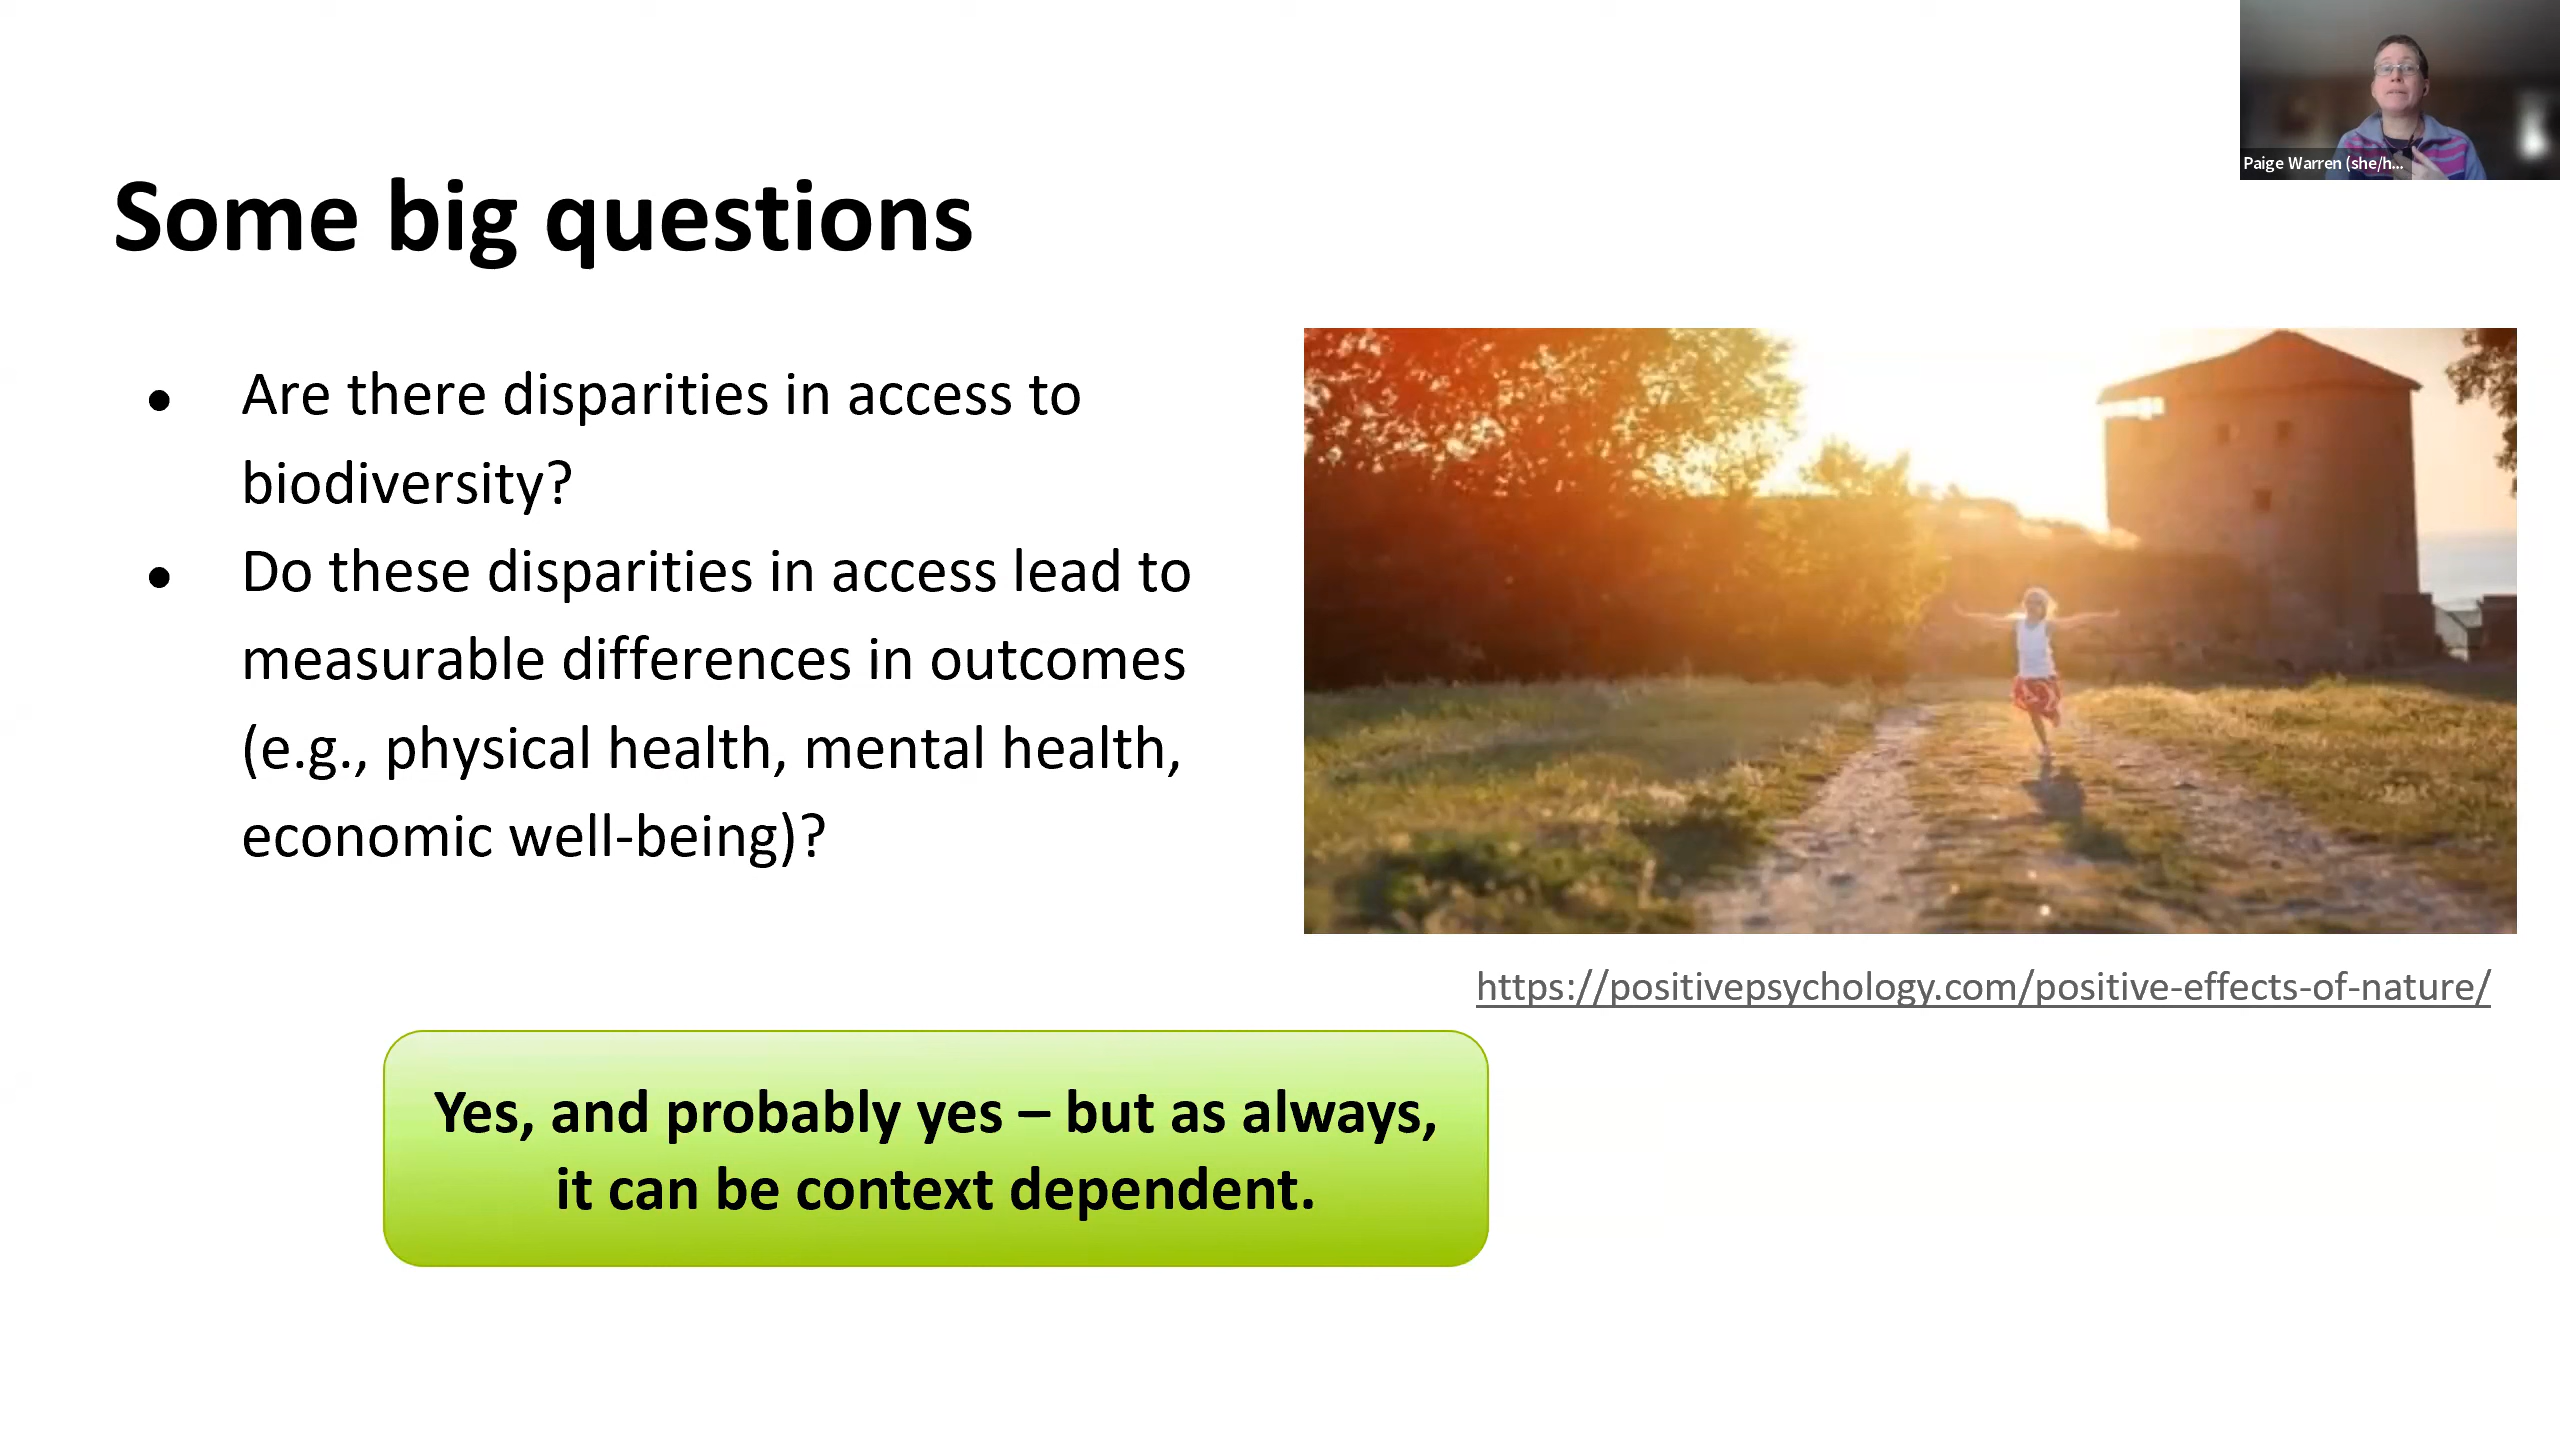 Paige Warren (she/h...
Some big questions
● Are there disparities in access to
biodiversity?
● Do these disparities in access lead to
measurable differences in outcomes
(e.g., physical health, mental health,
economic well-being)?
https://positivepsychology.com/positive-effects-of-nature/
Yes, and probably yes – but as always,
it can be context dependent.